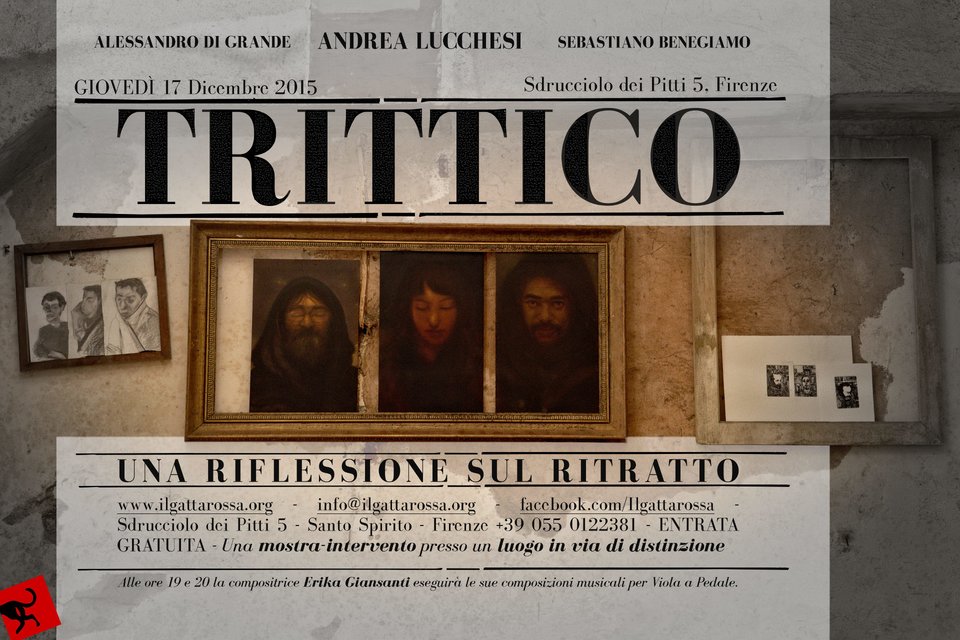 ALESSANDRO DI GRANDE ANDREA LUCCHESI SEBASTIANO BENEGIAMO
GIOVEDÌ 17 Dicembre 2015 Sdrucciolo dei Pitti 5, Firenze
TRITTICO
UNA RIFLESSIONE SUL RITRATTO
www.ilgattarossa.org - info@ilgattarossa.org - facebook.com/Ilgattarossa -
Sdrucciolo dei Pitti 5 - Santo Spirito - Firenze +39 055 0122381 - ENTRATA
GRATUITA - Una mostra-intervento presso un luogo in via di distinzione
Alle ore 19 e 20 la compositrice Erika Giansanti eseguirà le sue composizioni musicali per Viola a Pedale.